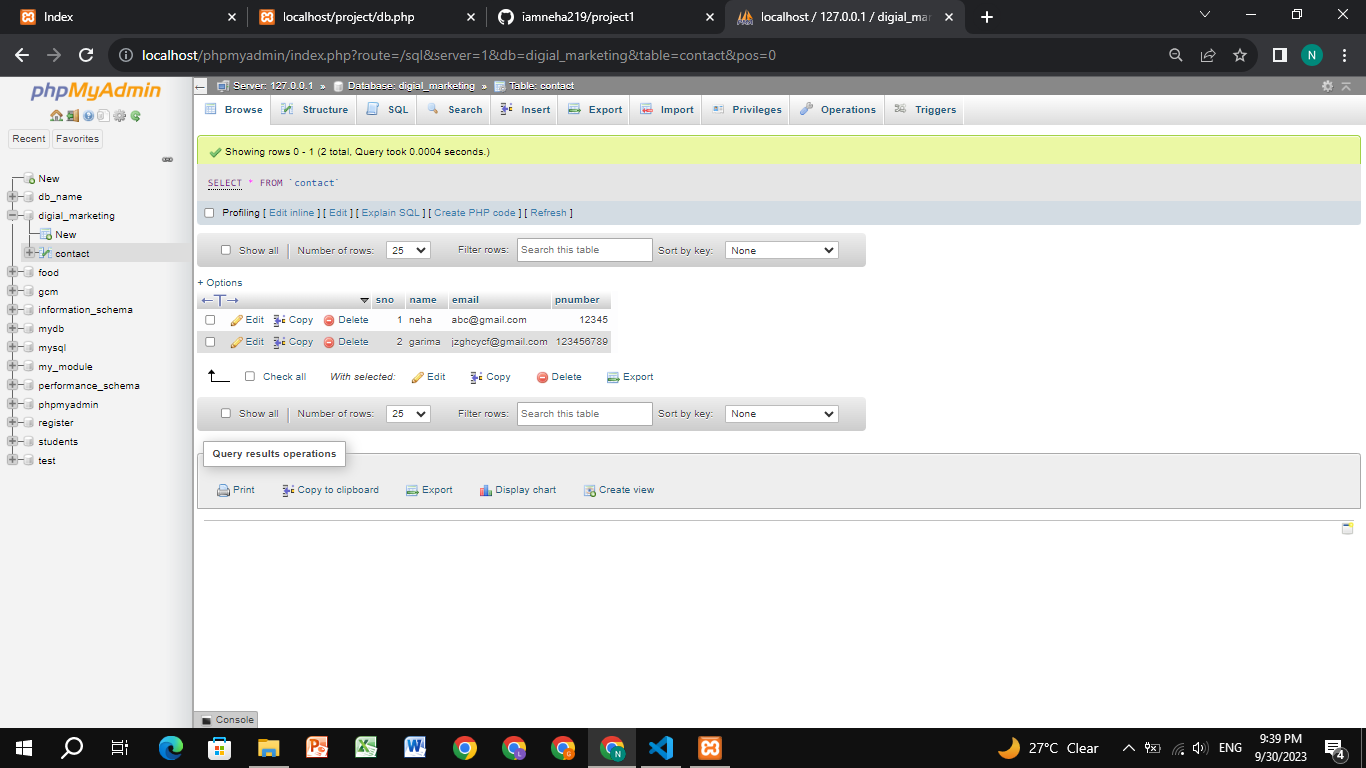 Index
localhost/project/db.php
iamneha219/project1
localhost / 127.0.0.1 / digial_mar
localhost/phpmyadmin/index.php?route=/sql&server=1&db=digial_marketing&table=contact&pos=0
N
phpMyAdmin
Recent
Favorites
New
db_name
digial_marketing
New
contact
food
gcm
information_schema
mydb
mysql
my_module
performance_schema
phpmyadmin
register
students
test
Server: 127.0.0.1 » Database: digial_marketing » Table: contact
Browse Structure SQL Search Insert Export Import Privileges Operations Triggers
Showing rows 0 - 1 (2 total, Query took 0.0004 seconds.)
SELECT * FROM `contact`
Profiling [ Edit inline ] [ Edit ] [ Explain SQL ] [ Create PHP code ] [ Refresh ]
Show all Number of rows: 25 Filter rows: Search this table Sort by key: None
+ Options
←T→ sno name email pnumber
Edit Copy Delete 1 neha abc@gmail.com 12345
Edit Copy Delete 2 garima jzghcycf@gmail.com 123456789
Check all With selected: Edit Copy Delete Export
Show all Number of rows: 25 Filter rows: Search this table Sort by key: None
Query results operations
Print Copy to clipboard Export Display chart Create view
Console
27°C Clear
ENG
9:39 PM
9/30/2023
4